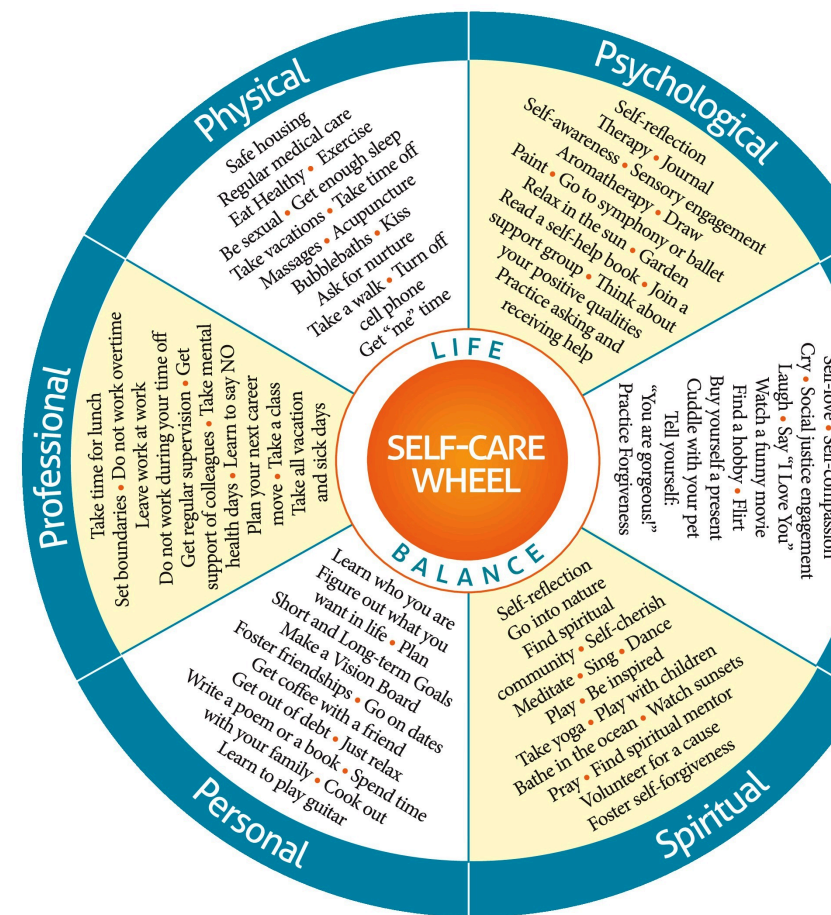 Physical
Safe housing
Regular medical care
Eat Healthy • Exercise
Be sexual • Get enough sleep
Take vacations • Take time off
Massages • Acupuncture
Bubblebaths • Kiss
Ask for nurture
Take a walk • Turn off
cell phone
Get “me” time
Psychological
Self-reflection
Therapy • Journal
Self-awareness • Sensory engagement
Aromatherapy • Draw
Paint • Go to symphony or ballet
Relax in the sun • Garden
Read a self-help book • Join a
support group • Think about
your positive qualities
Practice asking and
receiving help
Self-love • Self-compassion
Cry • Social justice engagement
Laugh • Say “I Love You”
Watch a funny movie
Find a hobby • Flirt
Buy yourself a present
Cuddle with your pet
Tell yourself:
“You are gorgeous!”
Practice Forgiveness
Spiritual
Self-reflection
Go into nature
Find spiritual
community • Self-cherish
Meditate • Sing • Dance
Play • Be inspired
Take yoga • Play with children
Bathe in the ocean • Watch sunsets
Pray • Find spiritual mentor
Volunteer for a cause
Foster self-forgiveness
Personal
Learn who you are
Figure out what you
want in life • Plan
Short and Long-term Goals
Make a Vision Board
Foster friendships • Go on dates
Get coffee with a friend
Get out of debt • Just relax
Write a poem or a book • Spend time
with your family • Cook out
Learn to play guitar
Professional
Take time for lunch
Set boundaries • Do not work overtime
Leave work at work
Do not work during your time off
Get regular supervision • Get
support of colleagues • Take mental
health days • Learn to say NO
Plan your next career
move • Take a class
Take all vacation
and sick days
LIFE
SELF-CARE
WHEEL
BALANCE